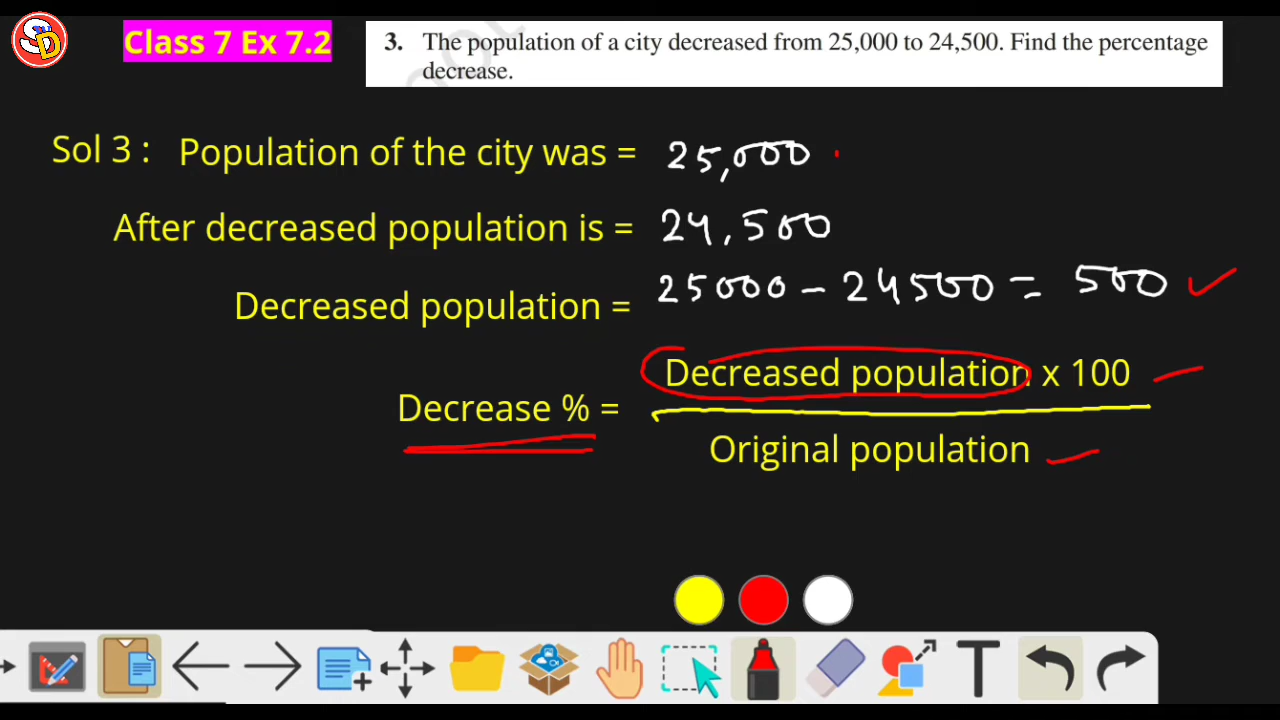 SD
Class 7 Ex 7.2
3. The population of a city decreased from 25,000 to 24,500. Find the percentage
decrease.
Sol 3 : Population of the city was = 25,000
After decreased population is = 24,500
Decreased population = 25000 - 24500 = 500
Decrease % = Decreased population x 100
Original population
T